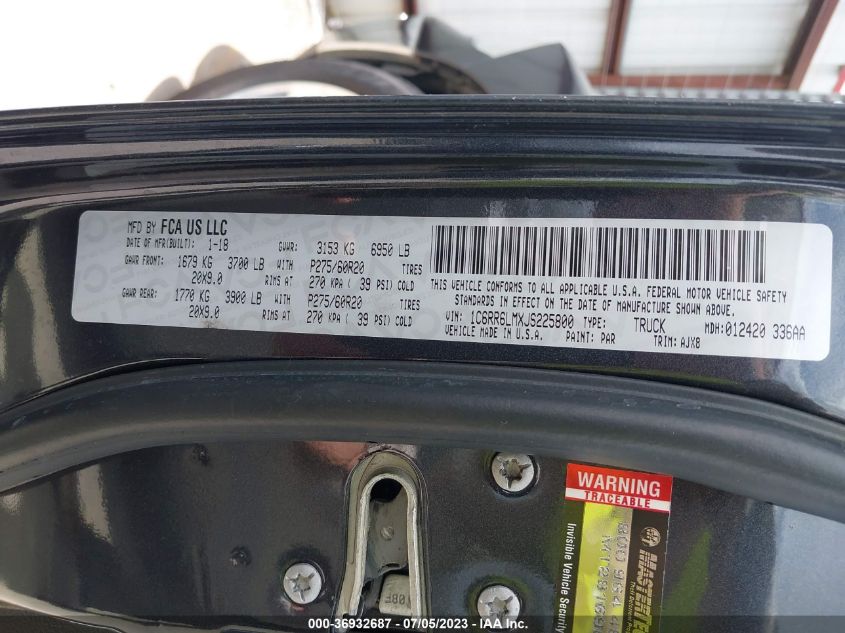 MFD BY FCA US LLC
DATE OF MFR(BUILT): 1-18 GVWR: 3153 KG 6950 LB
GAWR FRONT: 1679 KG 3700 LB WITH P275/60R20 TIRES
20X9.0 RIMS AT 270 KPA ( 39 PSI) COLD
GAWR REAR: 1770 KG 3900 LB WITH P275/60R20 TIRES
20X9.0 RIMS AT 270 KPA ( 39 PSI) COLD
THIS VEHICLE CONFORMS TO ALL APPLICABLE U.S.A. FEDERAL MOTOR VEHICLE SAFETY
STANDARDS IN EFFECT ON THE DATE OF MANUFACTURE SHOWN ABOVE.
VIN: 1C6RR6LMXJS225800 TYPE: TRUCK MDH:012420 336AA
VEHICLE MADE IN U.S.A. PAINT: PAR TRIM: AJX8
WARNING
TRACEABLE
Invisible Vehicle Security
000-36932687 - 07/05/2023 -